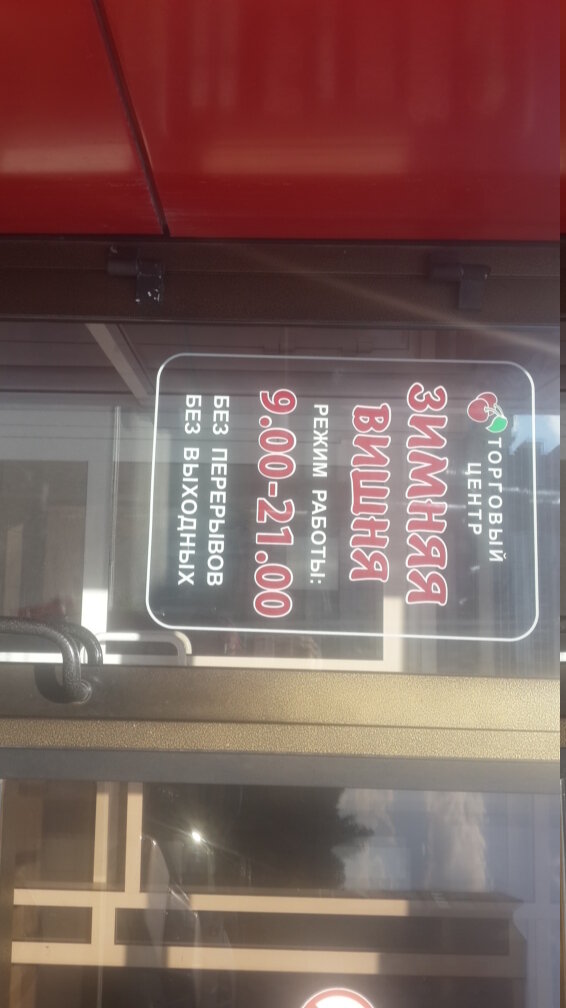 ТОРГОВЫЙ
ЦЕНТР
ЗИМНЯЯ
ВИШНЯ
РЕЖИМ РАБОТЫ:
9.00-21.00
БЕЗ ПЕРЕРЫВОВ
БЕЗ ВЫХОДНЫХ